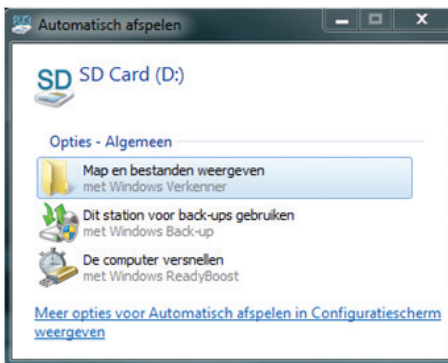 Automatisch afspelen
SD SD Card (D:)
Opties - Algemeen
Map en bestanden weergeven
met Windows Verkenner
Dit station voor back-ups gebruiken
met Windows Back-up
De computer versnellen
met Windows ReadyBoost
Meer opties voor Automatisch afspelen in Configuratiescherm
weergeven